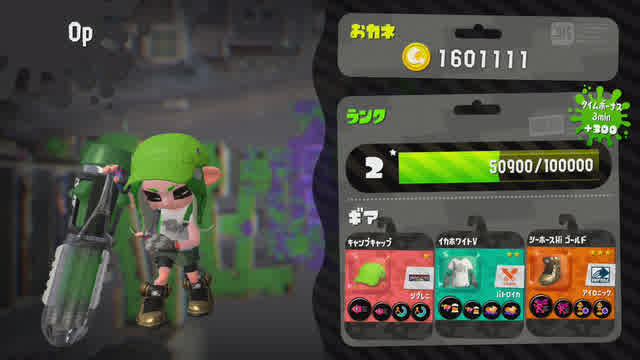 0p
おカネ
1601111
ランク
タイムボーナス
3min
+300
2
50900/100000
ギア
キャンプキャップ
イカホワイトV
シーホースHi ゴールド
ジグレニ
バトロイカ
アイロニック